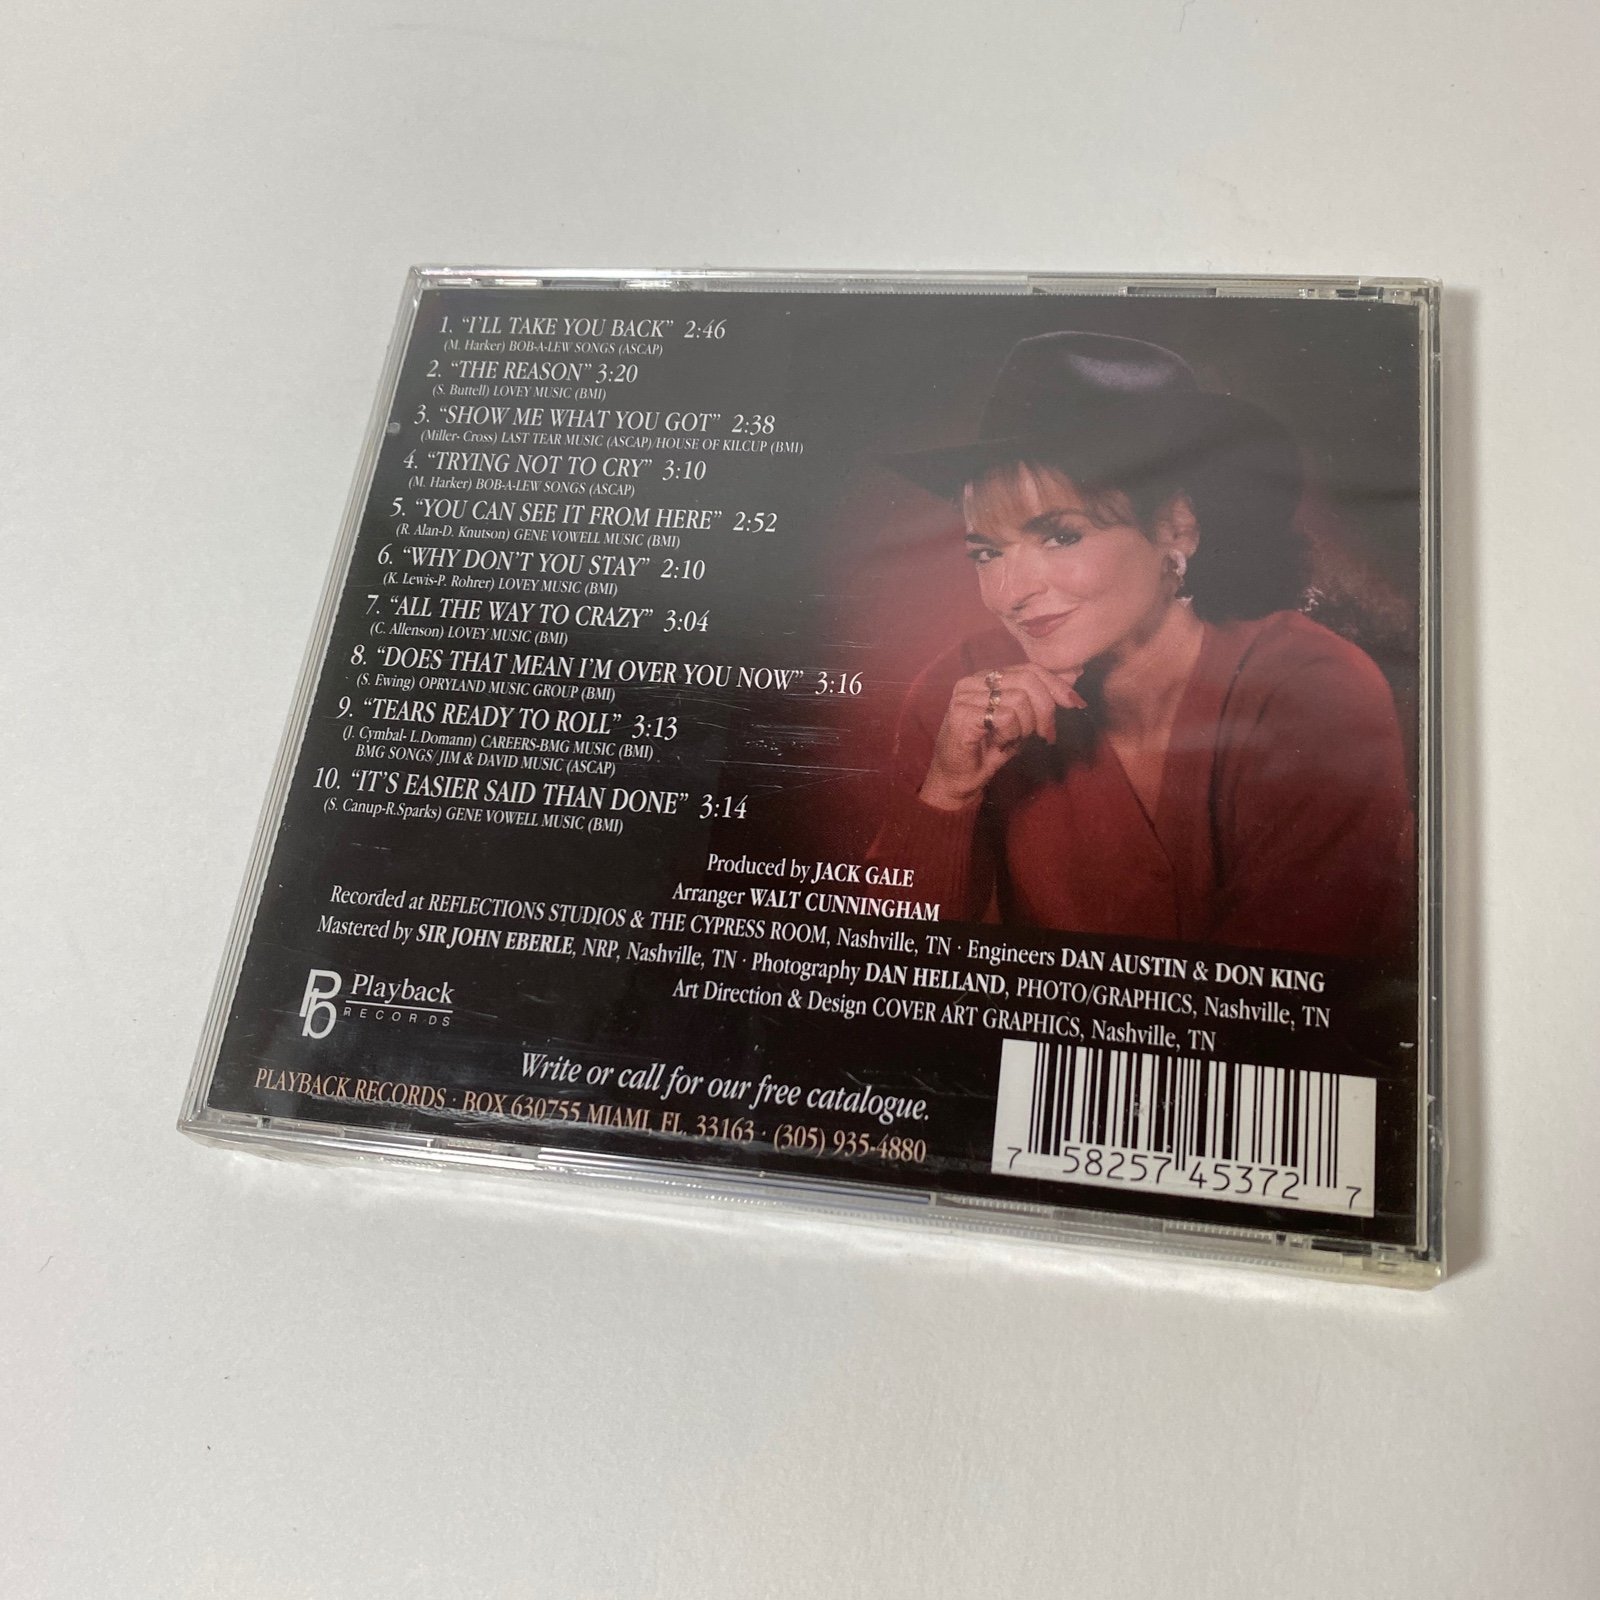 1. “I'LL TAKE YOU BACK” 2:46
(M. Harker) BOB-A-LEW SONGS (ASCAP)
2. “THE REASON” 3:20
(S. Buttell) LOVEY MUSIC (BMI)
3. “SHOW ME WHAT YOU GOT” 2:38
(Miller- Cross) LAST TEAR MUSIC (ASCAP)/HOUSE OF KILCUP (BMI)
4. “TRYING NOT TO CRY” 3:10
(M. Harker) BOB-A-LEW SONGS (ASCAP)
5. “YOU CAN SEE IT FROM HERE” 2:52
(R. Alan-D. Knutson) GENE VOWELL MUSIC (BMI)
6. “WHY DON'T YOU STAY” 2:10
(K. Lewis-P. Rohrer) LOVEY MUSIC (BMI)
7. “ALL THE WAY TO CRAZY” 3:04
(C. Allenson) LOVEY MUSIC (BMI)
8. “DOES THAT MEAN I'M OVER YOU NOW” 3:16
(S. Ewing) OPRYLAND MUSIC GROUP (BMI)
9. “TEARS READY TO ROLL” 3:13
(J. Cymbal- L.Domann) CAREERS-BMG MUSIC (BMI)
BMG SONGS/ JIM & DAVID MUSIC (ASCAP)
10. “IT'S EASIER SAID THAN DONE” 3:14
(S. Canup-R.Sparks) GENE VOWELL MUSIC (BMI)
Produced by JACK GALE
Arranger WALT CUNNINGHAM
Recorded at REFLECTIONS STUDIOS & THE CYPRESS ROOM, Nashville, TN · Engineers DAN AUSTIN & DON KING
Mastered by SIR JOHN EBERLE, NRP, Nashville, TN · Photography DAN HELLAND, PHOTO/GRAPHICS, Nashville, TN
Art Direction & Design COVER ART GRAPHICS, Nashville, TN
Pb Playback
RECORDS
Write or call for our free catalogue.
PLAYBACK RECORDS · BOX 630755 MIAMI, FL 33163 · (305) 935-4880
7 58257 45372 7